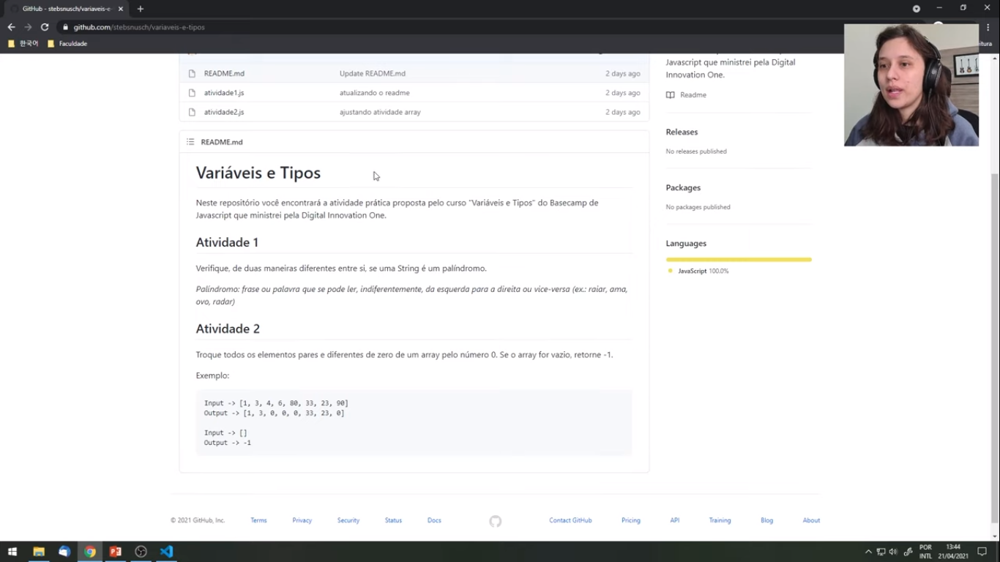 GitHub - stebsnusch/variaveis-e-
github.com/stebsnusch/variaveis-e-tipos
한국어 Faculdade
itura
README.md Update README.md 2 days ago
atividade1.js atualizando o readme 2 days ago
atividade2.js ajustando atividade array 2 days ago
Javascript que ministrei pela Digital
Innovation One.
Readme
Releases
No releases published
Packages
No packages published
Languages
JavaScript 100.0%
README.md
Variáveis e Tipos
Neste repositório você encontrará a atividade prática proposta pelo curso "Variáveis e Tipos" do Basecamp de
Javascript que ministrei pela Digital Innovation One.
Atividade 1
Verifique, de duas maneiras diferentes entre si, se uma String é um palíndromo.
Palíndromo: frase ou palavra que se pode ler, indiferentemente, da esquerda para a direita ou vice-versa (ex.: raiar, ama,
ovo, radar)
Atividade 2
Troque todos os elementos pares e diferentes de zero de um array pelo número 0. Se o array for vazio, retorne -1.
Exemplo:
Input -> [1, 3, 4, 6, 80, 33, 23, 90]
Output -> [1, 3, 0, 0, 0, 33, 23, 0]
Input -> []
Output -> -1
© 2021 GitHub, Inc. Terms Privacy Security Status Docs Contact GitHub Pricing API Training Blog About
POR
INTL
13:44
21/04/2021